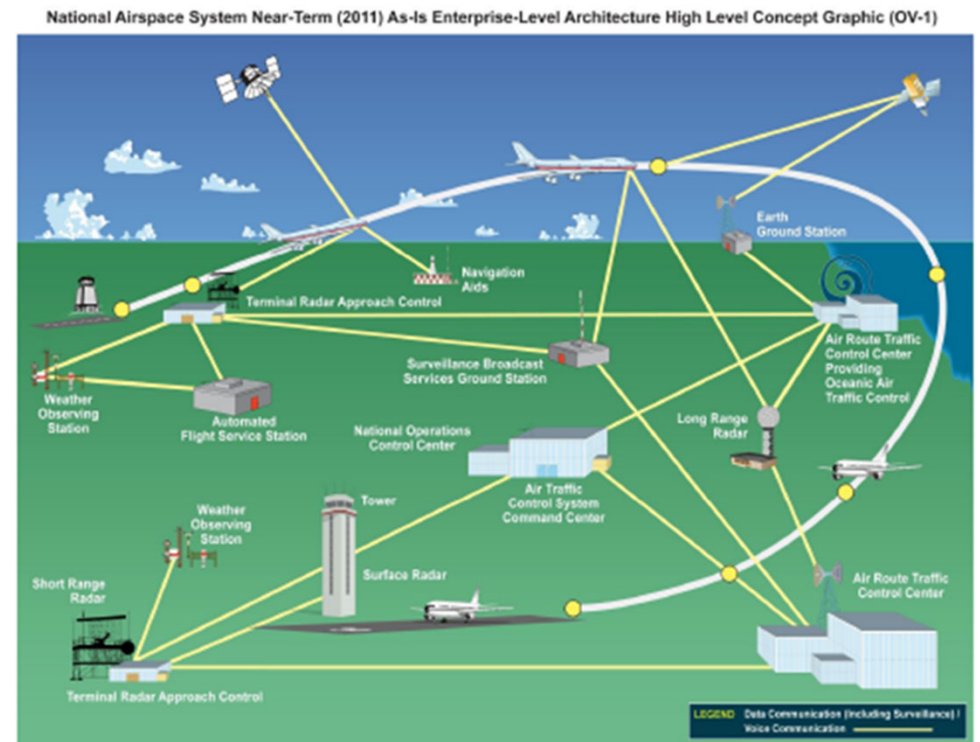 National Airspace System Near-Term (2011) As-Is Enterprise-Level Architecture High Level Concept Graphic (OV-1)
Earth
Ground Station
Navigation
Aids
Terminal Radar Approach Control
Air Route Traffic
Control Center
Providing
Oceanic Air
Traffic Control
Surveillance Broadcast
Services Ground Station
Weather
Observing
Station
Automated
Flight Service Station
Long Range
Radar
National Operations
Control Center
Air Traffic
Control System
Command Center
Tower
Weather
Observing
Station
Surface Radar
Short Range
Radar
Air Route Traffic
Control Center
Terminal Radar Approach Control
LEGEND Data Communication (Including Surveillance) /
Voice Communication